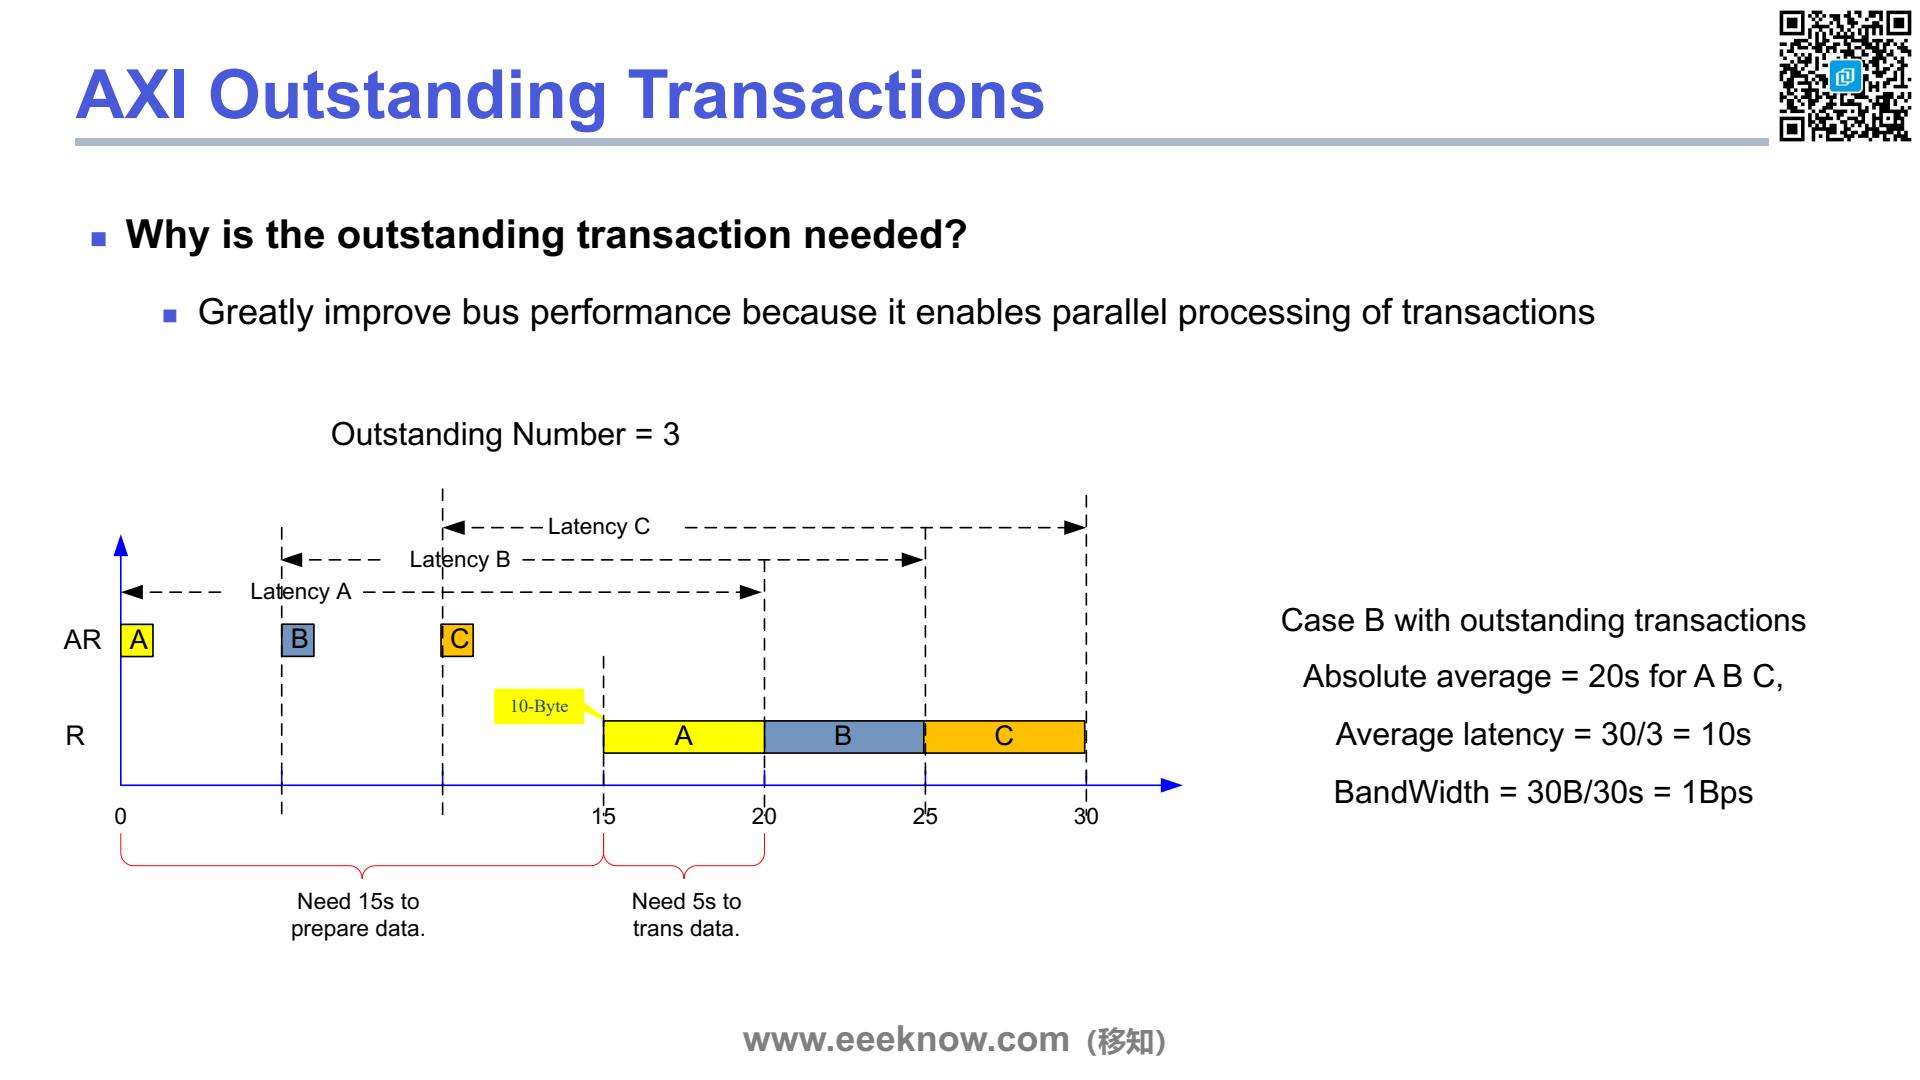 AXI Outstanding Transactions
Why is the outstanding transaction needed?
Greatly improve bus performance because it enables parallel processing of transactions
Outstanding Number = 3
Latency C
Latency B
Latency A
AR
A
B
C
10-Byte
R
A
B
C
0
15
20
25
30
Need 15s to
prepare data.
Need 5s to
trans data.
Case B with outstanding transactions
Absolute average = 20s for A B C,
Average latency = 30/3 = 10s
BandWidth = 30B/30s = 1Bps
www.eeeknow.com (移知)